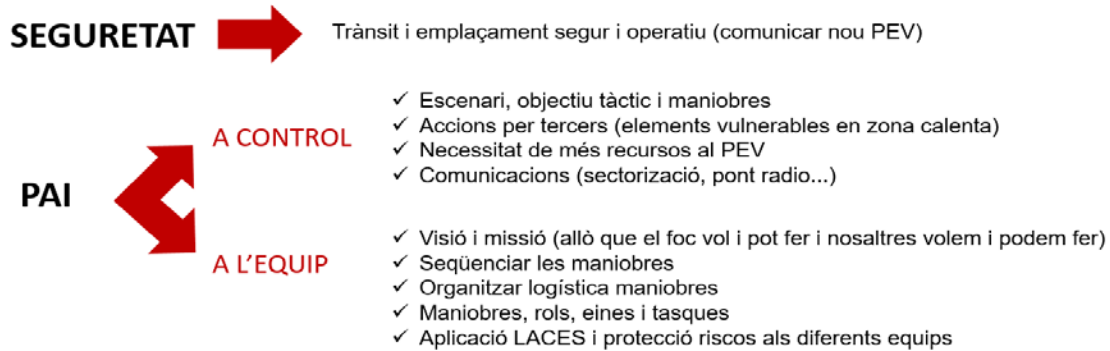 SEGURETAT
Trànsit i emplaçament segur i operatiu (comunicar nou PEV)
PAI
A CONTROL
✓ Escenari, objectiu tàctic i maniobres
✓ Accions per tercers (elements vulnerables en zona calenta)
✓ Necessitat de més recursos al PEV
✓ Comunicacions (sectorització, pont radio...)
A L'EQUIP
✓ Visió i missió (allò que el foc vol i pot fer i nosaltres volem i podem fer)
✓ Seqüenciar les maniobres
✓ Organitzar logística maniobres
✓ Maniobres, rols, eines i tasques
✓ Aplicació LACES i protecció riscos als diferents equips